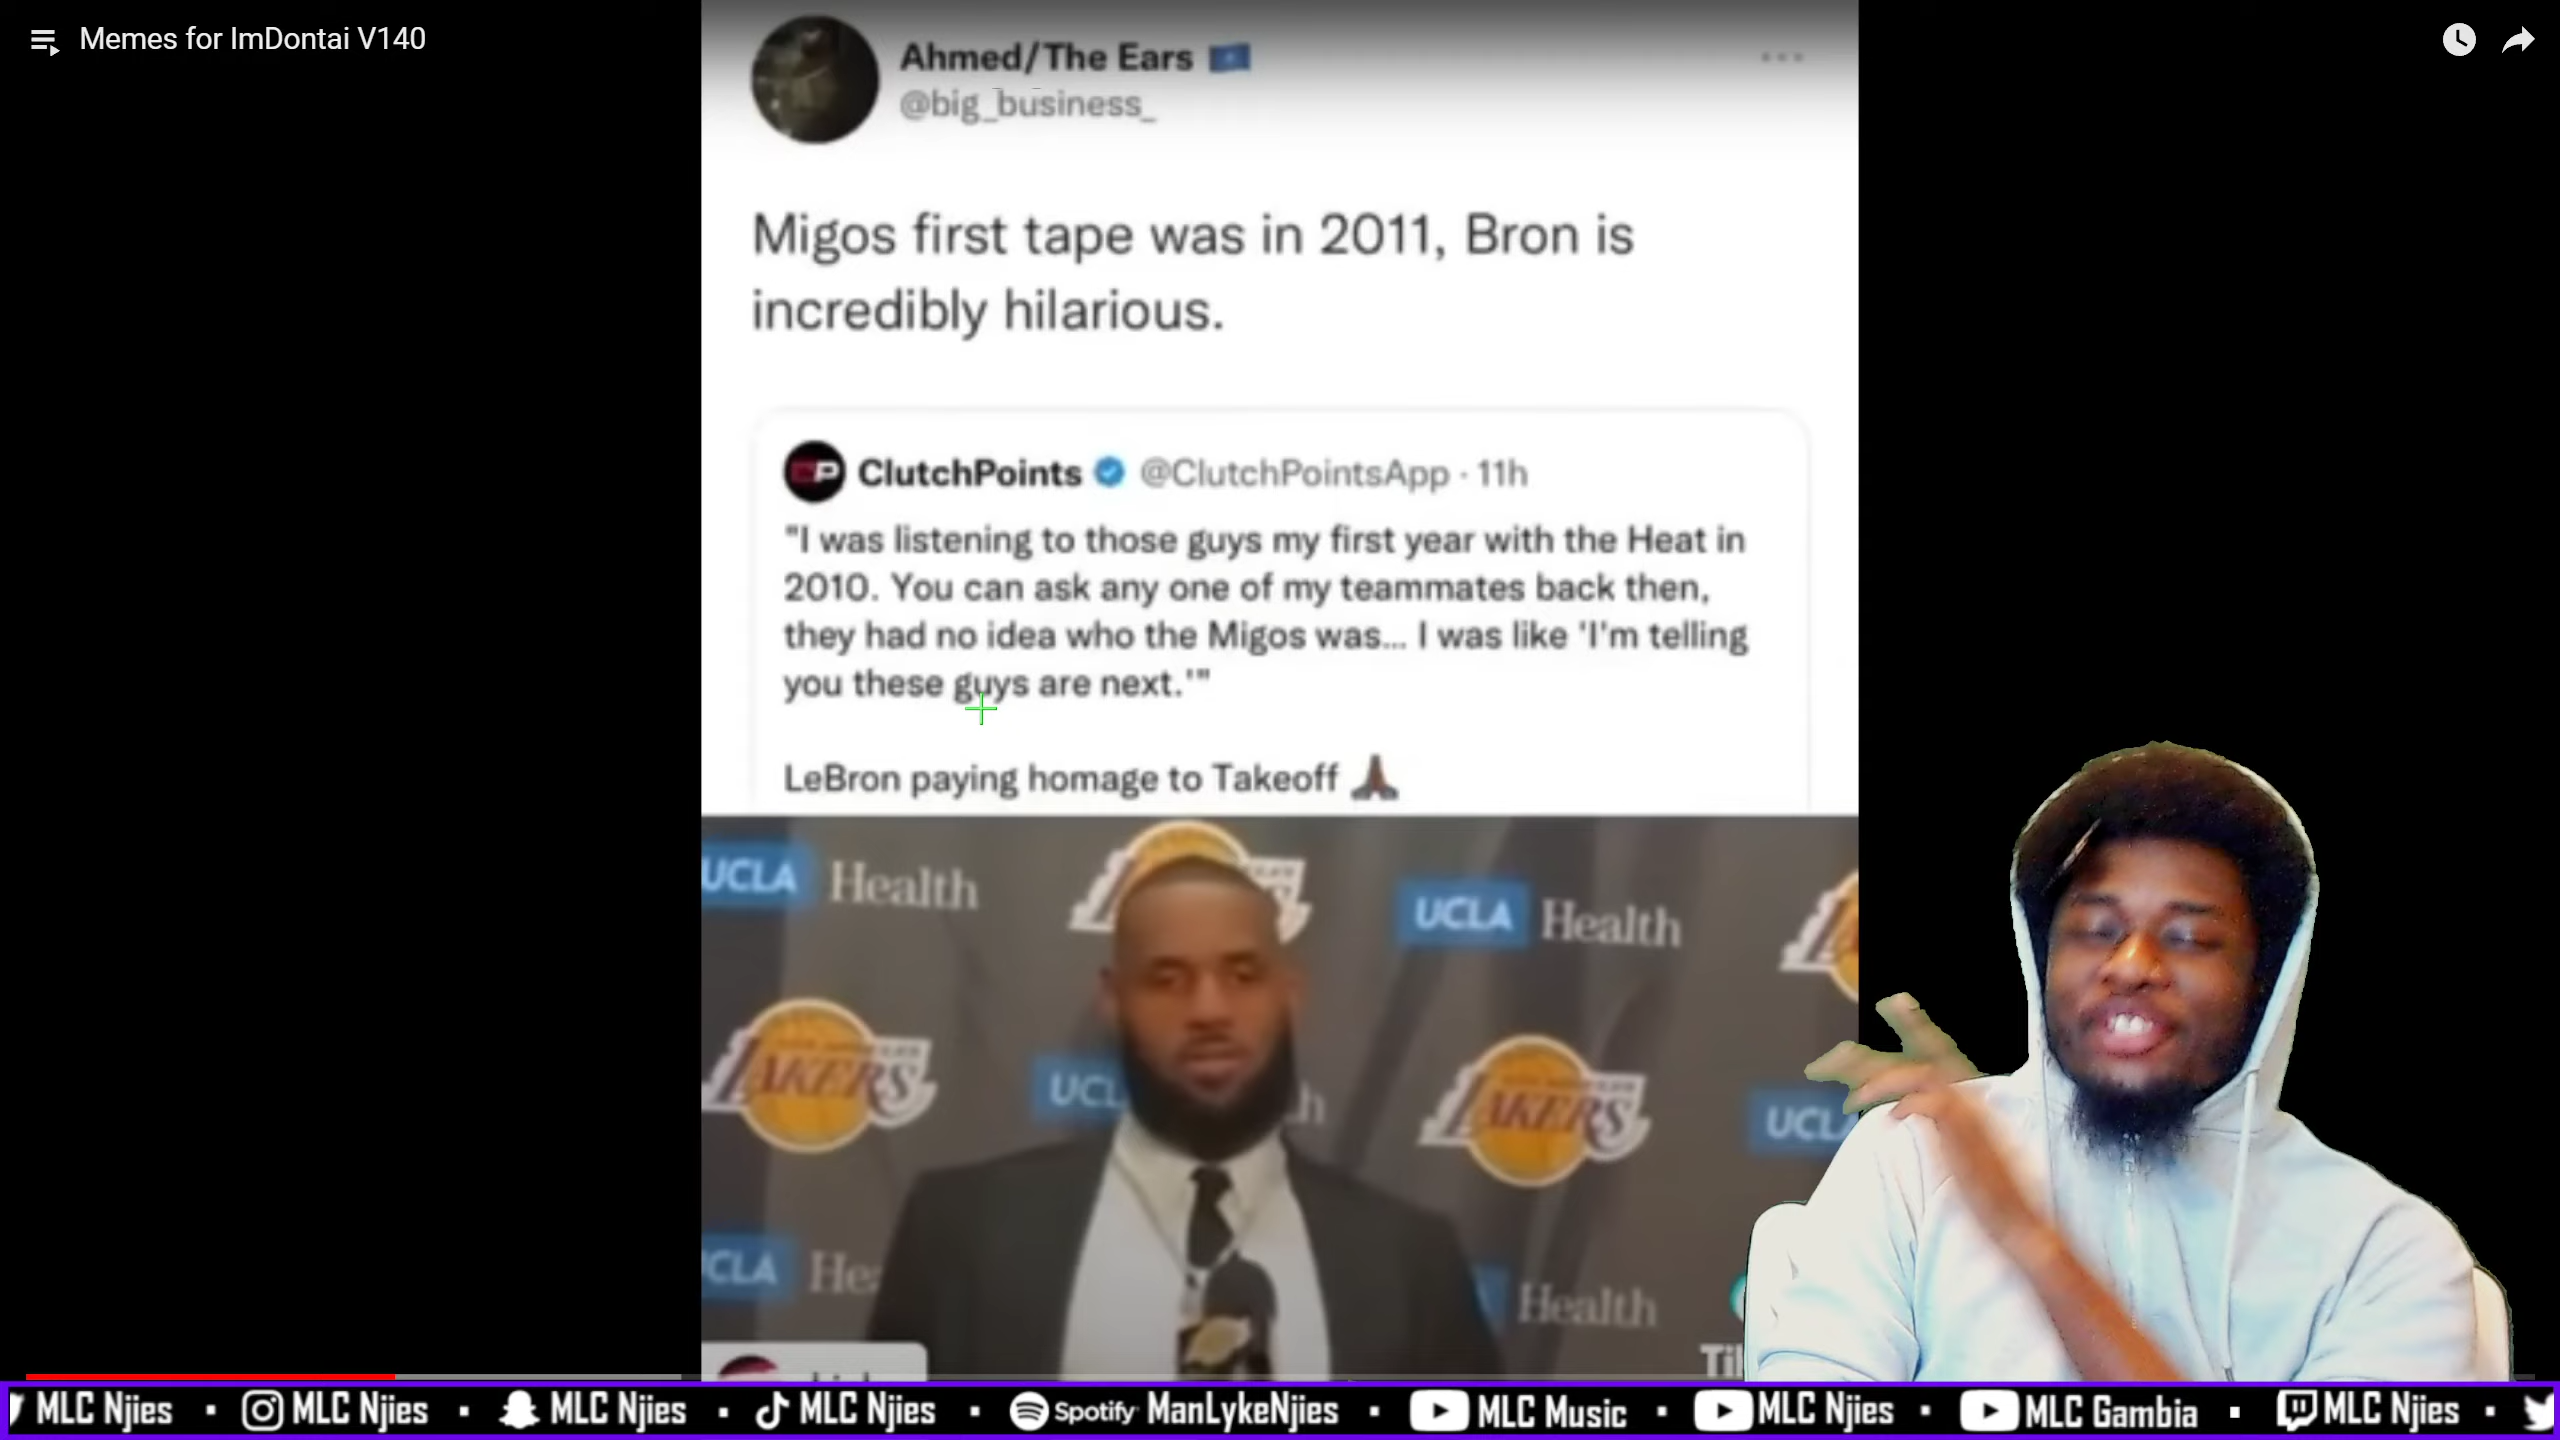 Memes for ImDontai V140
Ahmed/The Ears
@big_business_
Migos first tape was in 2011, Bron is
incredibly hilarious.
ClutchPoints @ClutchPointsApp · 11h
"I was listening to those guys my first year with the Heat in
2010. You can ask any one of my teammates back then,
they had no idea who the Migos was... I was like 'I'm telling
you these guys are next.'"
LeBron paying homage to Takeoff
UCLA Health
UCLA Health
LAKERS
LAKERS
UCL
h
UCLA
UCLA
Hea
Health
Til
MLC Njies · MLC Njies · MLC Njies · MLC Njies · Spotify ManLykeNjies · MLC Music · MLC Njies · MLC Gambia · MLC Njies ·